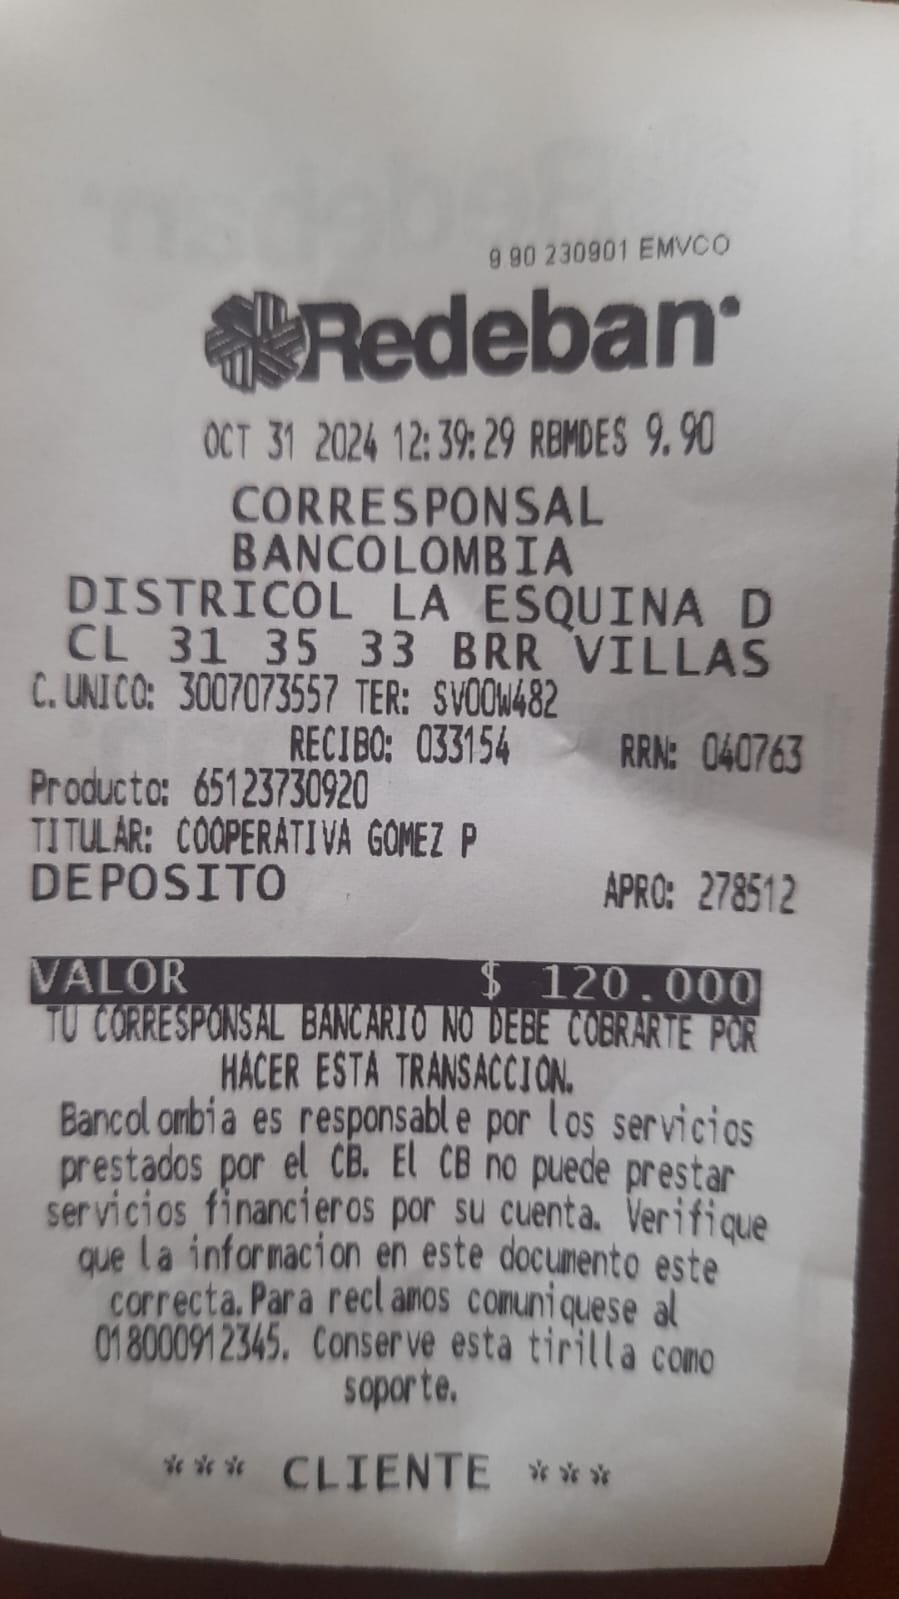 9 90 230901 EMVCO
Redeban
OCT 31 2024 12:39:29 RBMDES 9.90
CORRESPONSAL
BANCOLOMBIA
DISTRICOL LA ESQUINA D
CL 31 35 33 BRR VILLAS
C.UNICO: 3007073557 TER: SV00W482
RECIBO: 033154 RRN: 040763
Producto: 65123730920
TITULAR: COOPERATIVA GOMEZ P
DEPOSITO APRO: 278512
VALOR $ 120.000
TU CORRESPONSAL BANCARIO NO DEBE COBRARTE POR
HACER ESTA TRANSACCION.
Bancolombia es responsable por los servicios
prestados por el CB. El CB no puede prestar
servicios financieros por su cuenta. Verifique
que la informacion en este documento este
correcta.Para reclamos comuniquese al
018000912345. Conserve esta tirilla como
soporte.
*** CLIENTE ***